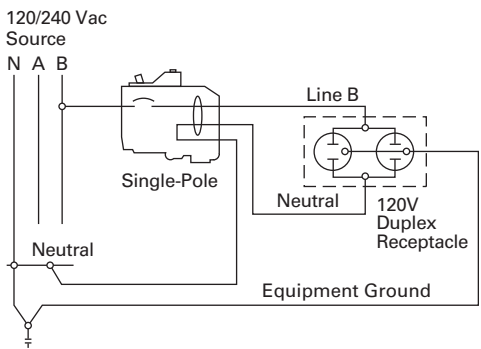 120/240 Vac
Source
N A B
Line B
Single-Pole
Neutral
120V
Duplex
Receptacle
Neutral
Equipment Ground